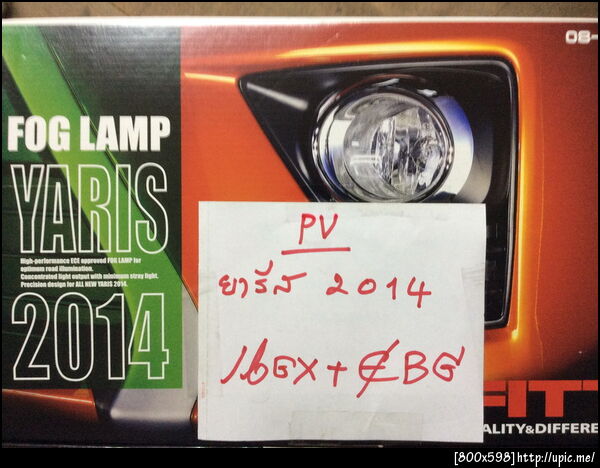 08-
FOG LAMP
YARIS
High-performance ECE approved FOG LAMP for
optimum road illumination.
Concentrated light output with minimum stray light.
Precision design for ALL NEW YARIS 2014.
2014
PV
ยารีส 2014
FIT
ALITY&DIFFERE
[800x598]http://upic.me/